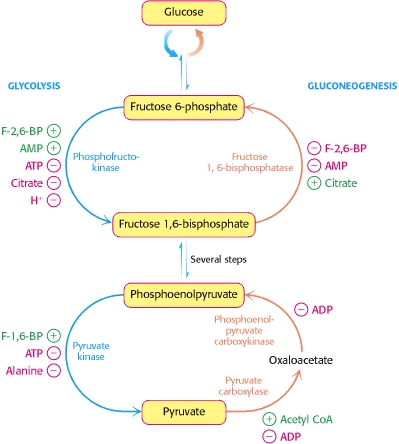 Glucose
GLYCOLYSIS
GLUCONEOGENESIS
Fructose 6-phosphate
F-2,6-BP +
AMP +
ATP −
Citrate −
H+ −
Phosphofructo-
kinase
Fructose
1, 6-bisphosphatase
− F-2,6-BP
− AMP
+ Citrate
Fructose 1,6-bisphosphate
Several steps
Phosphoenolpyruvate
− ADP
F-1,6-BP +
ATP −
Alanine −
Pyruvate
kinase
Phosphoenol-
pyruvate
carboxykinase
Oxaloacetate
Pyruvate
carboxylase
Pyruvate
+ Acetyl CoA
− ADP